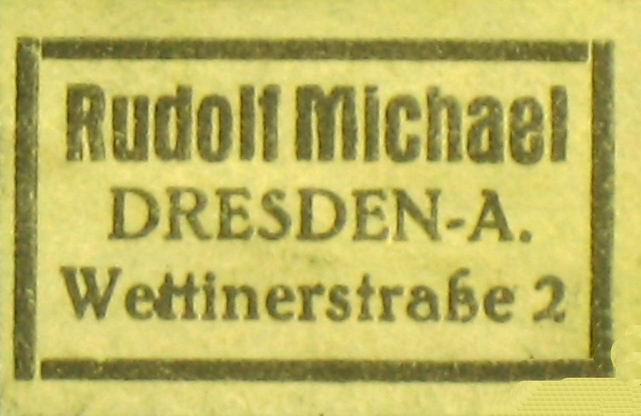 Rudolf Michael
DRESDEN-A.
Wettinerstraße 2